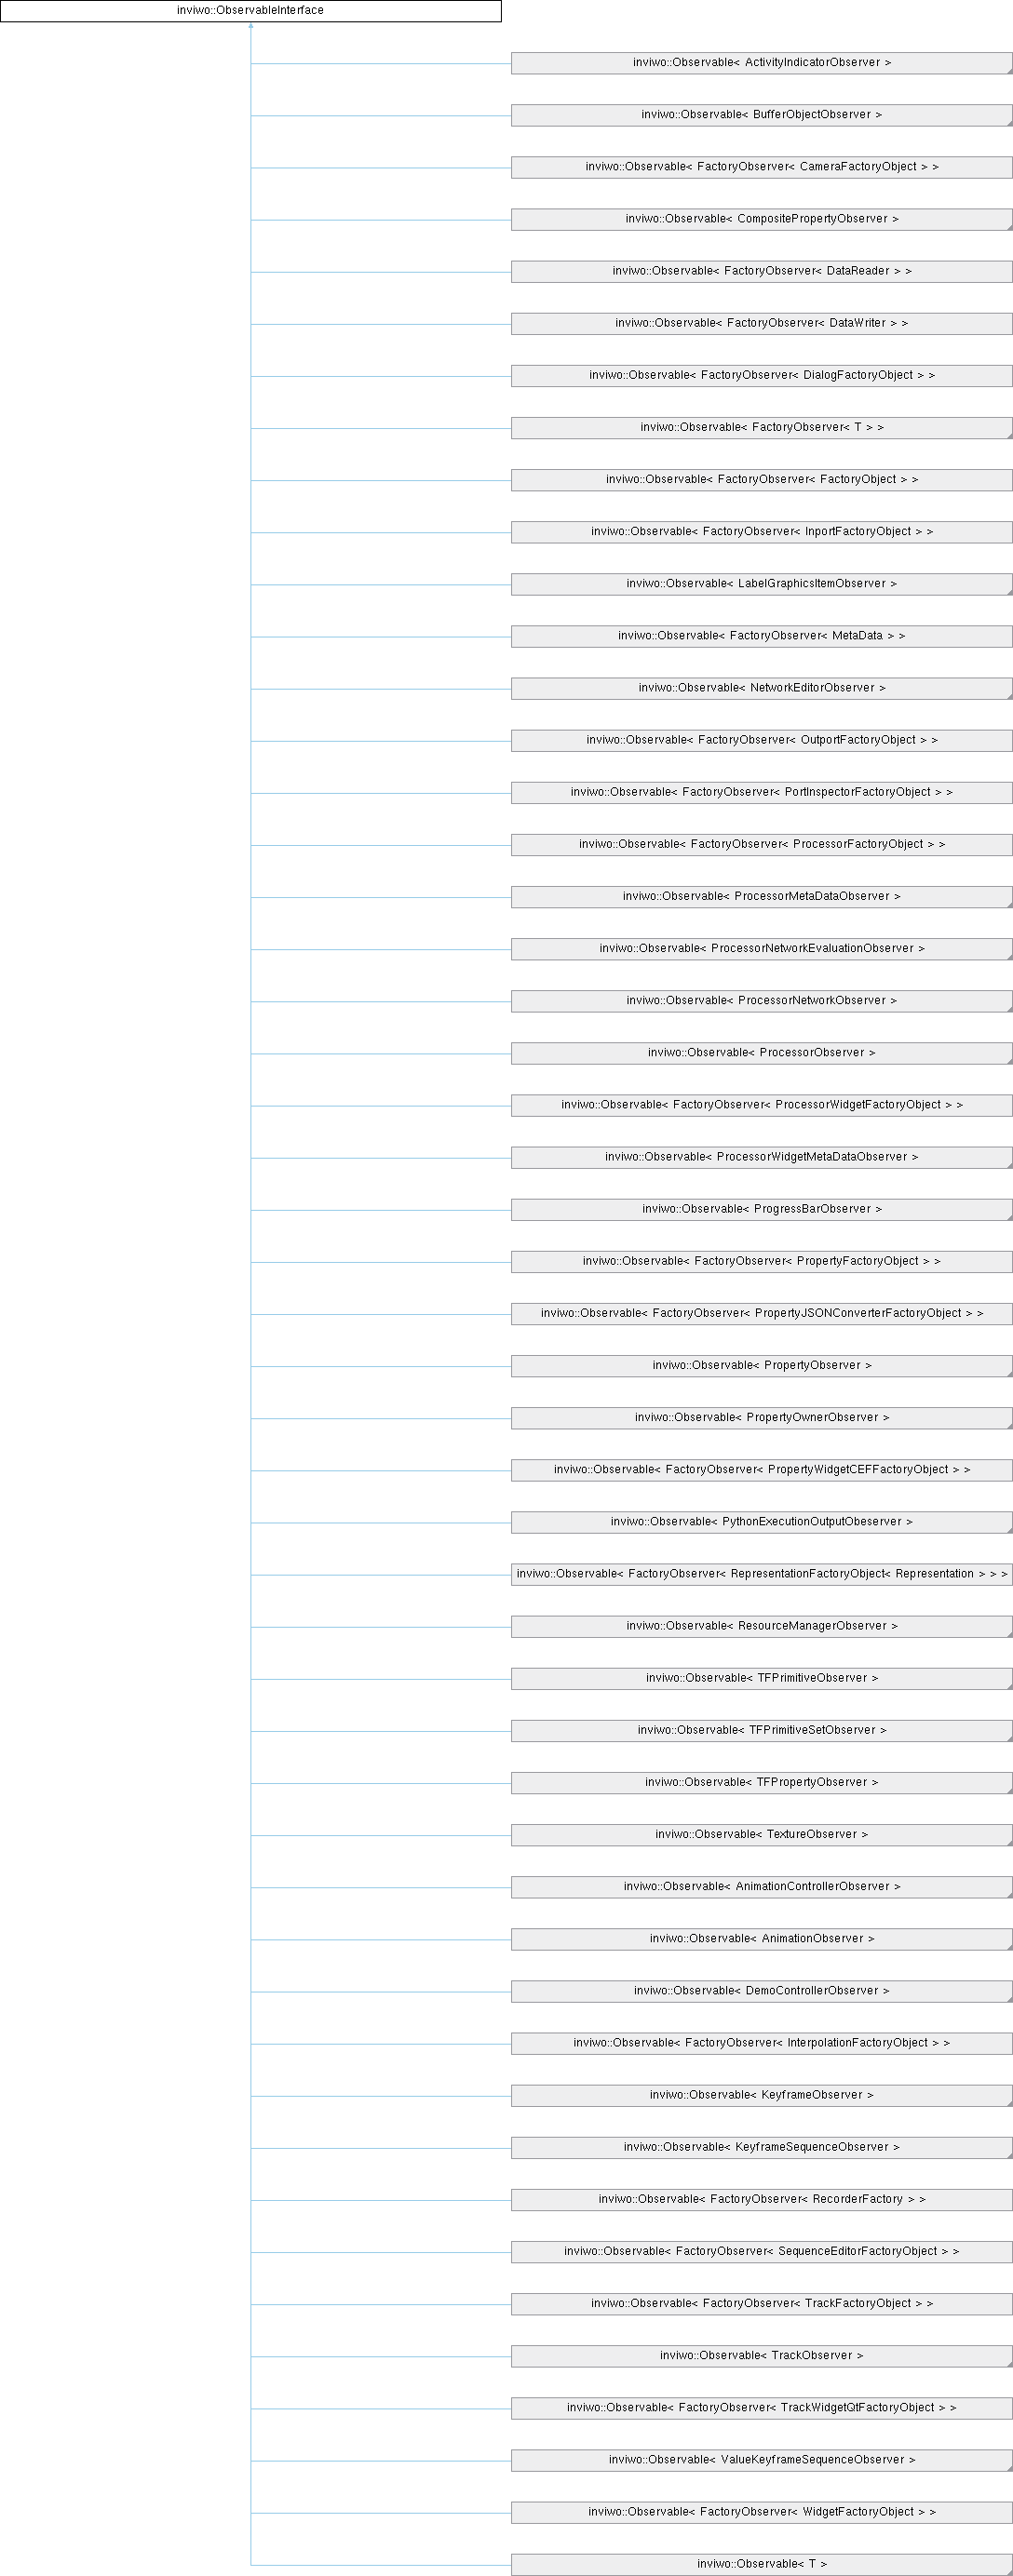 inviwo::ObservableInterface
inviwo::Observable< ActivityIndicatorObserver >
inviwo::Observable< BufferObjectObserver >
inviwo::Observable< FactoryObserver< CameraFactoryObject > >
inviwo::Observable< CompositePropertyObserver >
inviwo::Observable< FactoryObserver< DataReader > >
inviwo::Observable< FactoryObserver< DataWriter > >
inviwo::Observable< FactoryObserver< DialogFactoryObject > >
inviwo::Observable< FactoryObserver< T > >
inviwo::Observable< FactoryObserver< FactoryObject > >
inviwo::Observable< FactoryObserver< InportFactoryObject > >
inviwo::Observable< LabelGraphicsItemObserver >
inviwo::Observable< FactoryObserver< MetaData > >
inviwo::Observable< NetworkEditorObserver >
inviwo::Observable< FactoryObserver< OutportFactoryObject > >
inviwo::Observable< FactoryObserver< PortInspectorFactoryObject > >
inviwo::Observable< FactoryObserver< ProcessorFactoryObject > >
inviwo::Observable< ProcessorMetaDataObserver >
inviwo::Observable< ProcessorNetworkEvaluationObserver >
inviwo::Observable< ProcessorNetworkObserver >
inviwo::Observable< ProcessorObserver >
inviwo::Observable< FactoryObserver< ProcessorWidgetFactoryObject > >
inviwo::Observable< ProcessorWidgetMetaDataObserver >
inviwo::Observable< ProgressBarObserver >
inviwo::Observable< FactoryObserver< PropertyFactoryObject > >
inviwo::Observable< FactoryObserver< PropertyJSONConverterFactoryObject > >
inviwo::Observable< PropertyObserver >
inviwo::Observable< PropertyOwnerObserver >
inviwo::Observable< FactoryObserver< PropertyWidgetCEFFactoryObject > >
inviwo::Observable< PythonExecutionOutputObeserver >
inviwo::Observable< FactoryObserver< RepresentationFactoryObject< Representation > > >
inviwo::Observable< ResourceManagerObserver >
inviwo::Observable< TFPrimitiveObserver >
inviwo::Observable< TFPrimitiveSetObserver >
inviwo::Observable< TFPropertyObserver >
inviwo::Observable< TextureObserver >
inviwo::Observable< AnimationControllerObserver >
inviwo::Observable< AnimationObserver >
inviwo::Observable< DemoControllerObserver >
inviwo::Observable< FactoryObserver< InterpolationFactoryObject > >
inviwo::Observable< KeyframeObserver >
inviwo::Observable< KeyframeSequenceObserver >
inviwo::Observable< FactoryObserver< RecorderFactory > >
inviwo::Observable< FactoryObserver< SequenceEditorFactoryObject > >
inviwo::Observable< FactoryObserver< TrackFactoryObject > >
inviwo::Observable< TrackObserver >
inviwo::Observable< FactoryObserver< TrackWidgetQtFactoryObject > >
inviwo::Observable< ValueKeyframeSequenceObserver >
inviwo::Observable< FactoryObserver< WidgetFactoryObject > >
inviwo::Observable< T >